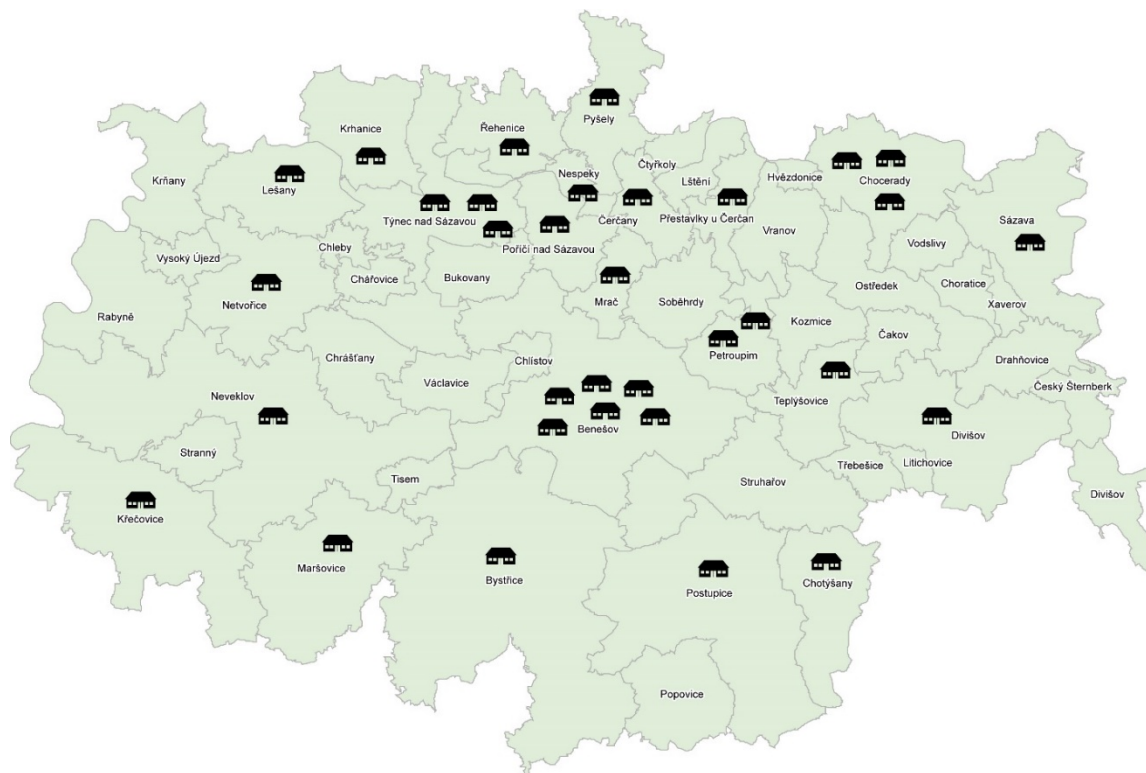 Pyšely
Krhanice
Řehenice
Čtyřkoly
Nespeky
Hvězdonice
Chocerady
Krňany
Lešany
Lštění
Týnec nad Sázavou
Čerčany
Přestavlky u Čerčan
Sázava
Vranov
Chleby
Poříčí nad Sázavou
Vodslivy
Vysoký Újezd
Chářovice
Bukovany
Ostředek
Choratice
Netvořice
Mrač
Soběhrdy
Xaverov
Rabyně
Kozmice
Čakov
Chrášťany
Chlístov
Petroupim
Drahňovice
Václavice
Český Šternberk
Neveklov
Teplýšovice
Benešov
Divišov
Stranný
Třebešice
Litichovice
Tisem
Struhařov
Divišov
Křečovice
Maršovice
Bystřice
Chotýšany
Postupice
Popovice